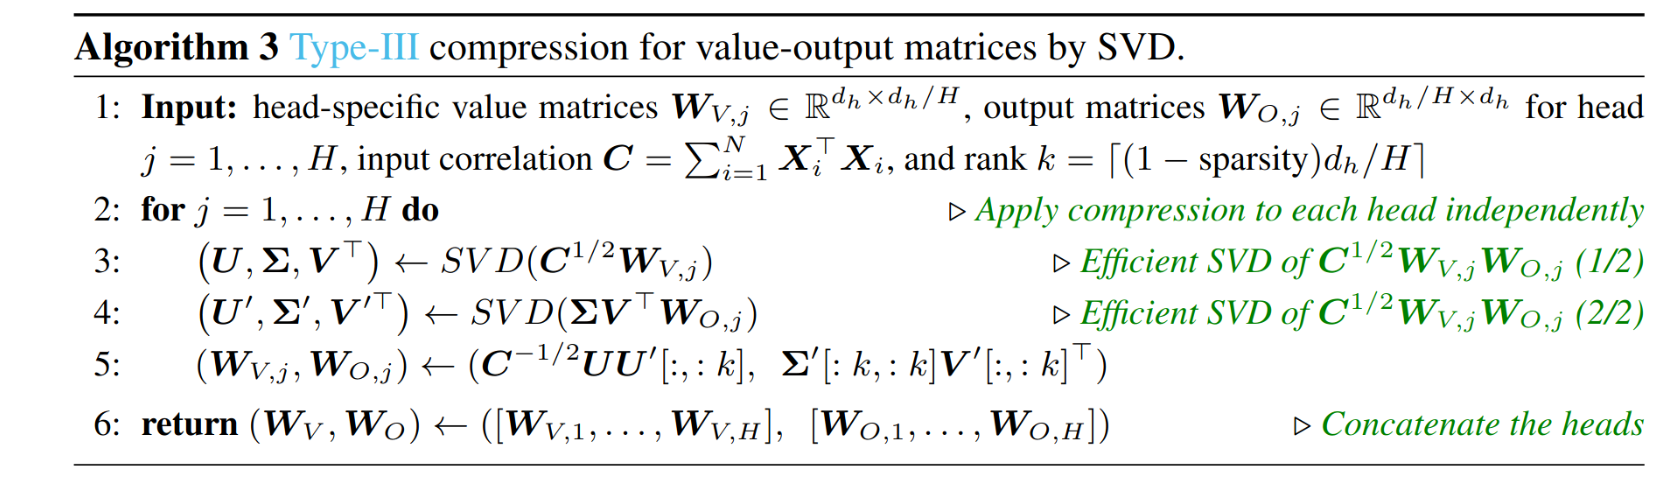 Algorithm 3 Type-III compression for value-output matrices by SVD.
1: Input: head-specific value matrices $\boldsymbol{W}_{V,j} \in \mathbb{R}^{d_h \times d_h/H}$, output matrices $\boldsymbol{W}_{O,j} \in \mathbb{R}^{d_h/H \times d_h}$ for head
$j = 1, \ldots, H$, input correlation $\boldsymbol{C} = \sum_{i=1}^{N} \boldsymbol{X}_i^\top \boldsymbol{X}_i$, and rank $k = \lceil (1 - \text{sparsity}) d_h/H \rceil$
2: for $j = 1, \ldots, H$ do ▷ Apply compression to each head independently
3: $(\boldsymbol{U}, \boldsymbol{\Sigma}, \boldsymbol{V}^\top) \leftarrow SVD(\boldsymbol{C}^{1/2} \boldsymbol{W}_{V,j})$ ▷ Efficient SVD of $\boldsymbol{C}^{1/2} \boldsymbol{W}_{V,j} \boldsymbol{W}_{O,j}$ (1/2)
4: $(\boldsymbol{U}', \boldsymbol{\Sigma}', \boldsymbol{V}'^\top) \leftarrow SVD(\boldsymbol{\Sigma} \boldsymbol{V}^\top \boldsymbol{W}_{O,j})$ ▷ Efficient SVD of $\boldsymbol{C}^{1/2} \boldsymbol{W}_{V,j} \boldsymbol{W}_{O,j}$ (2/2)
5: $(\boldsymbol{W}_{V,j}, \boldsymbol{W}_{O,j}) \leftarrow (\boldsymbol{C}^{-1/2} \boldsymbol{U} \boldsymbol{U}'[:, :k], \; \boldsymbol{\Sigma}'[:k, :k] \boldsymbol{V}'[:, :k]^\top)$
6: return $(\boldsymbol{W}_V, \boldsymbol{W}_O) \leftarrow ([\boldsymbol{W}_{V,1}, \ldots, \boldsymbol{W}_{V,H}], \; [\boldsymbol{W}_{O,1}, \ldots, \boldsymbol{W}_{O,H}])$ ▷ Concatenate the heads